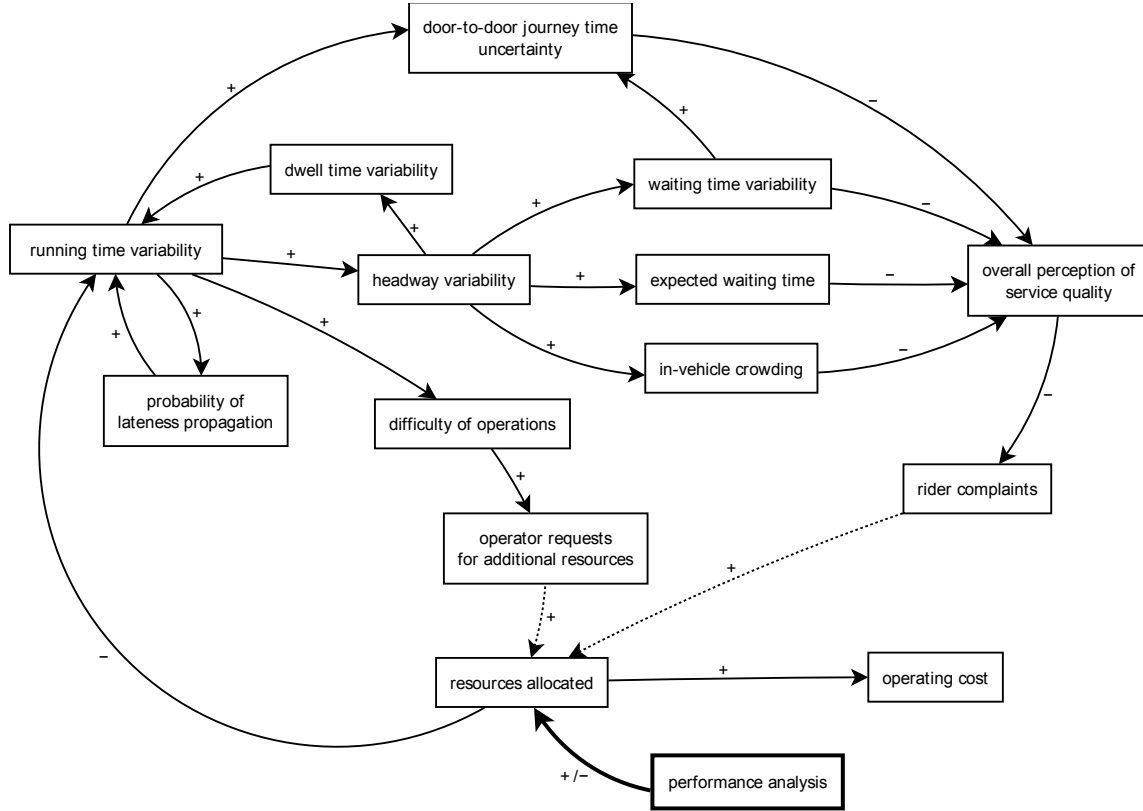 door-to-door journey time
uncertainty
+
−
+
dwell time variability
waiting time variability
+
+
−
+
running time variability
+
headway variability
+
expected waiting time
−
overall perception of
service quality
+
+
+
+
in-vehicle crowding
−
probability of
lateness propagation
difficulty of operations
−
+
rider complaints
operator requests
for additional resources
+
+
−
resources allocated
+
operating cost
+/−
performance analysis